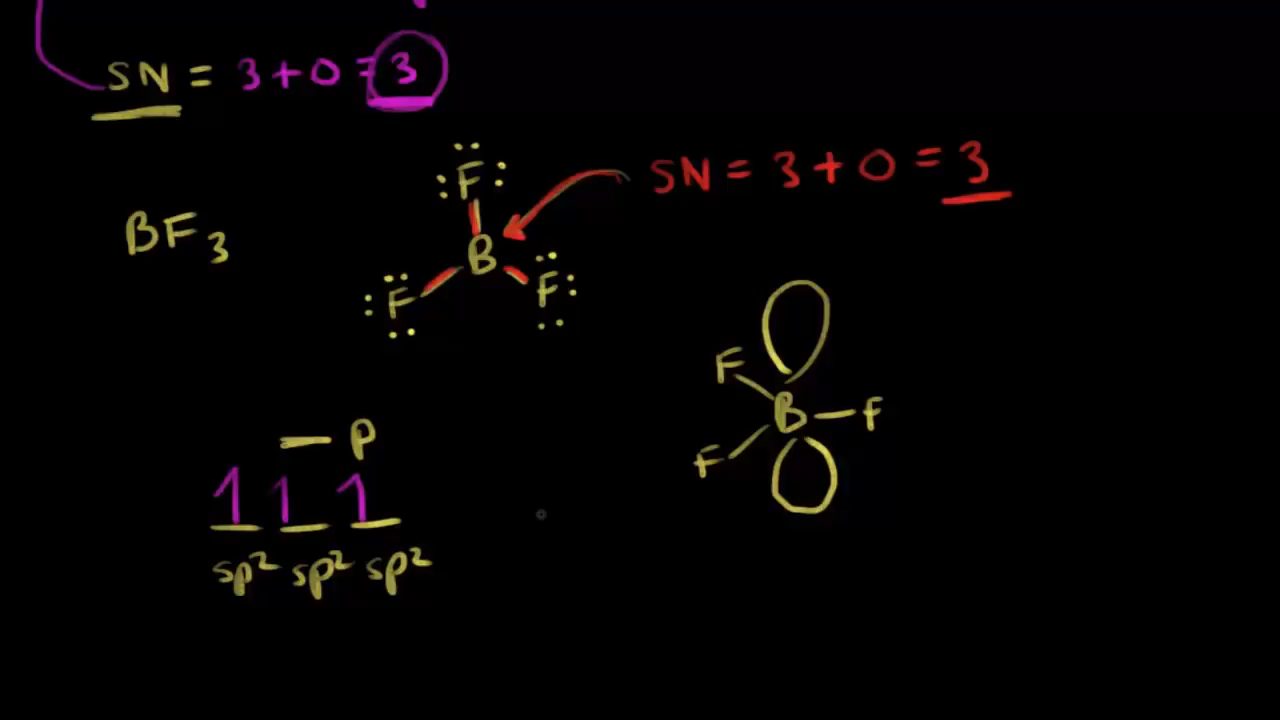 SN = 3 + 0 = 3
SN = 3 + 0 = 3
BF3
F
B
F F
F
B F
F
p
1 1 1
sp² sp² sp²